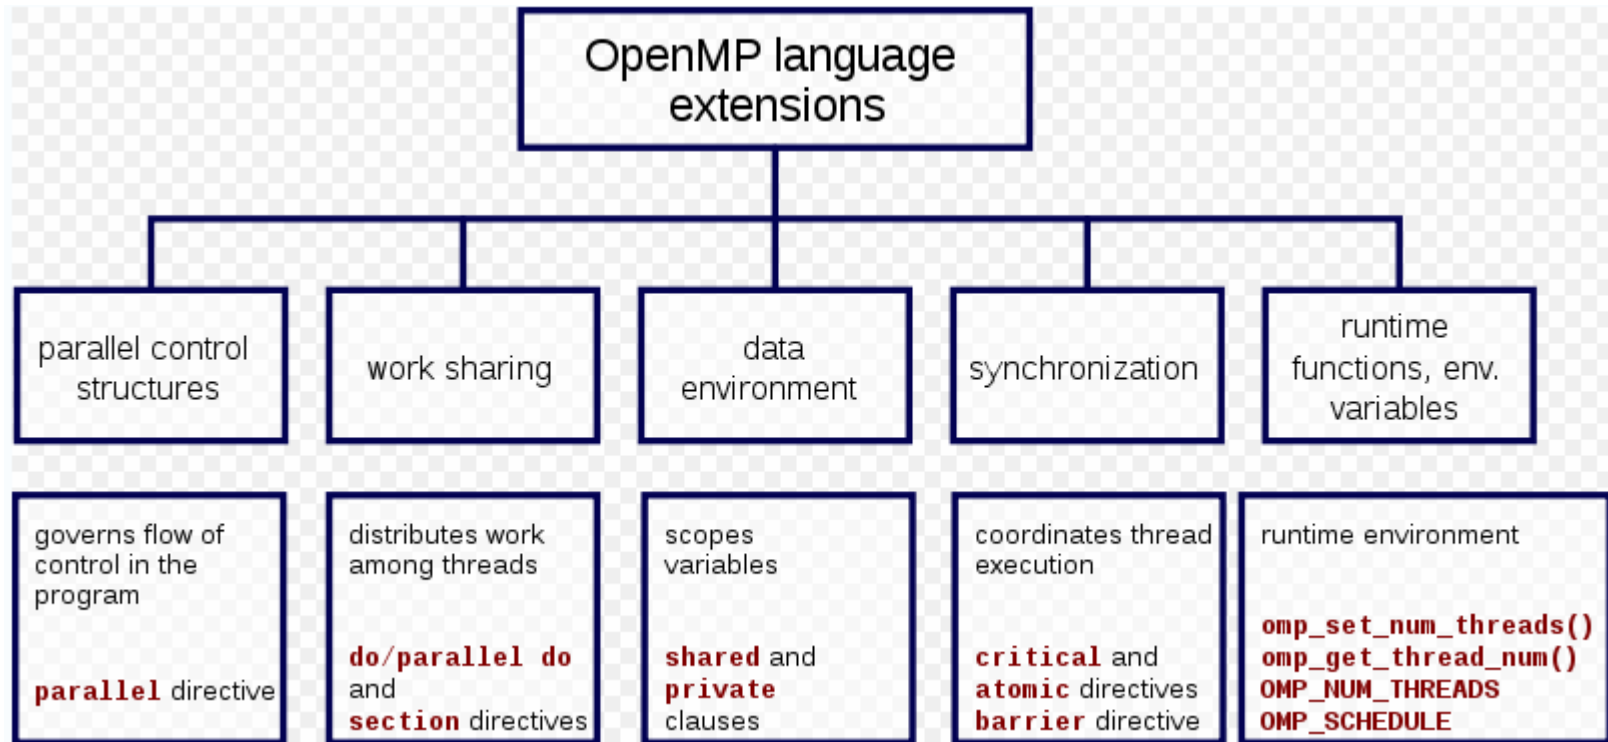 OpenMP language
extensions
parallel control
structures
work sharing
data
environment
synchronization
runtime
functions, env.
variables
governs flow of
control in the
program
parallel directive
distributes work
among threads
do/parallel do
and
section directives
scopes
variables
shared and
private
clauses
coordinates thread
execution
critical and
atomic directives
barrier directive
runtime environment
omp_set_num_threads()
omp_get_thread_num()
OMP_NUM_THREADS
OMP_SCHEDULE